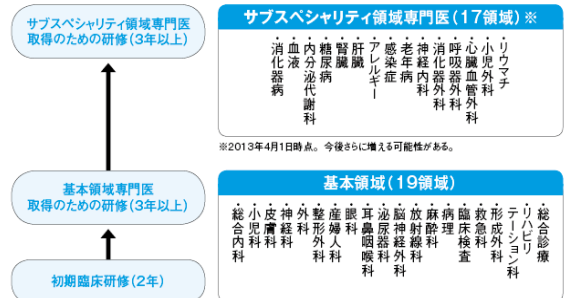 サブスペシャリティ領域専門医
取得のための研修(3年以上)
サブスペシャリティ領域専門医(17領域)※
・消化器病
・血液
・内分泌代謝科
・糖尿病
・腎臓
・肝臓
・アレルギー
・感染症
・老年病
・神経内科
・消化器外科
・呼吸器外科
・心臓血管外科
・小児外科
・リウマチ
※2013年4月1日時点。今後さらに増える可能性がある。
基本領域専門医
取得のための研修(3年以上)
基本領域(19領域)
・総合内科
・小児科
・皮膚科
・神経科
・外科
・整形外科
・産婦人科
・眼科
・耳鼻咽喉科
・泌尿器科
・脳神経外科
・放射線科
・麻酔科
・病理
・臨床検査
・救急科
・形成外科
・リハビリ
テーション科
・総合診療
初期臨床研修(2年)